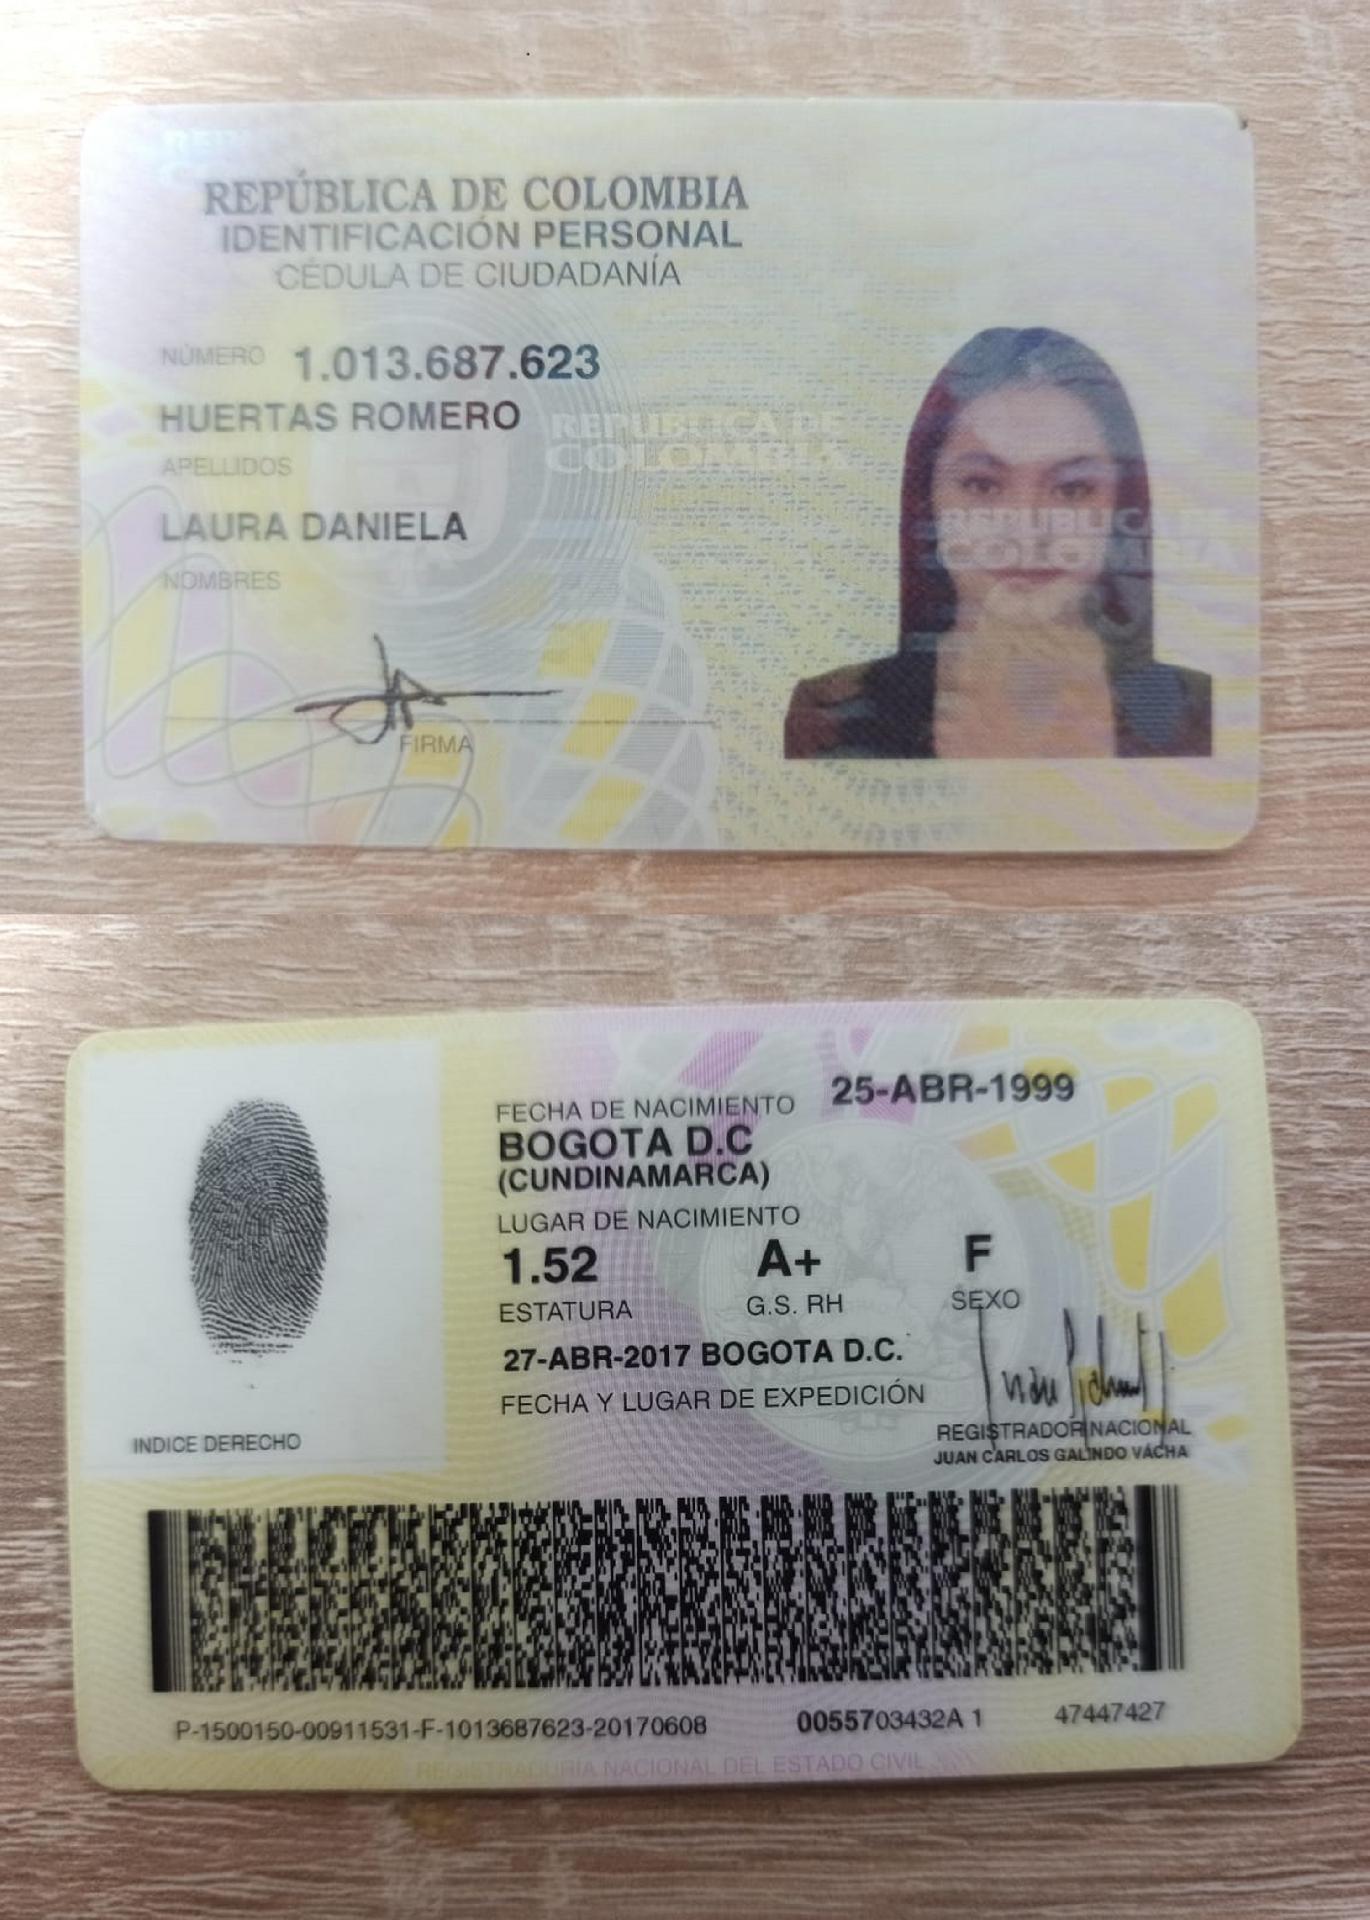 REPÚBLICA DE COLOMBIA
IDENTIFICACIÓN PERSONAL
CÉDULA DE CIUDADANÍA
NÚMERO 1.013.687.623
HUERTAS ROMERO
APELLIDOS
LAURA DANIELA
NOMBRES
FIRMA
REPUBLICA DE
COLOMBIA
REPUBLICA DE
COLOMBIA
FECHA DE NACIMIENTO 25-ABR-1999
BOGOTA D.C
(CUNDINAMARCA)
LUGAR DE NACIMIENTO
1.52 A+ F
ESTATURA G.S. RH SEXO
27-ABR-2017 BOGOTA D.C.
FECHA Y LUGAR DE EXPEDICIÓN
INDICE DERECHO
REGISTRADOR NACIONAL
JUAN CARLOS GALINDO VÁCHA
P-1500150-00911531-F-1013687623-20170608 0055703432A 1 47447427
REGISTRADURIA NACIONAL DEL ESTADO CIVIL